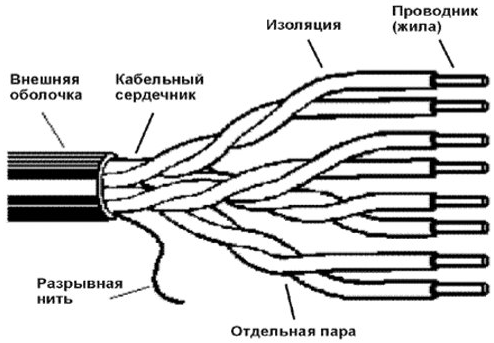 Проводник
(жила)
Изоляция
Внешняя
оболочка
Кабельный
сердечник
Разрывная
нить
Отдельная пара